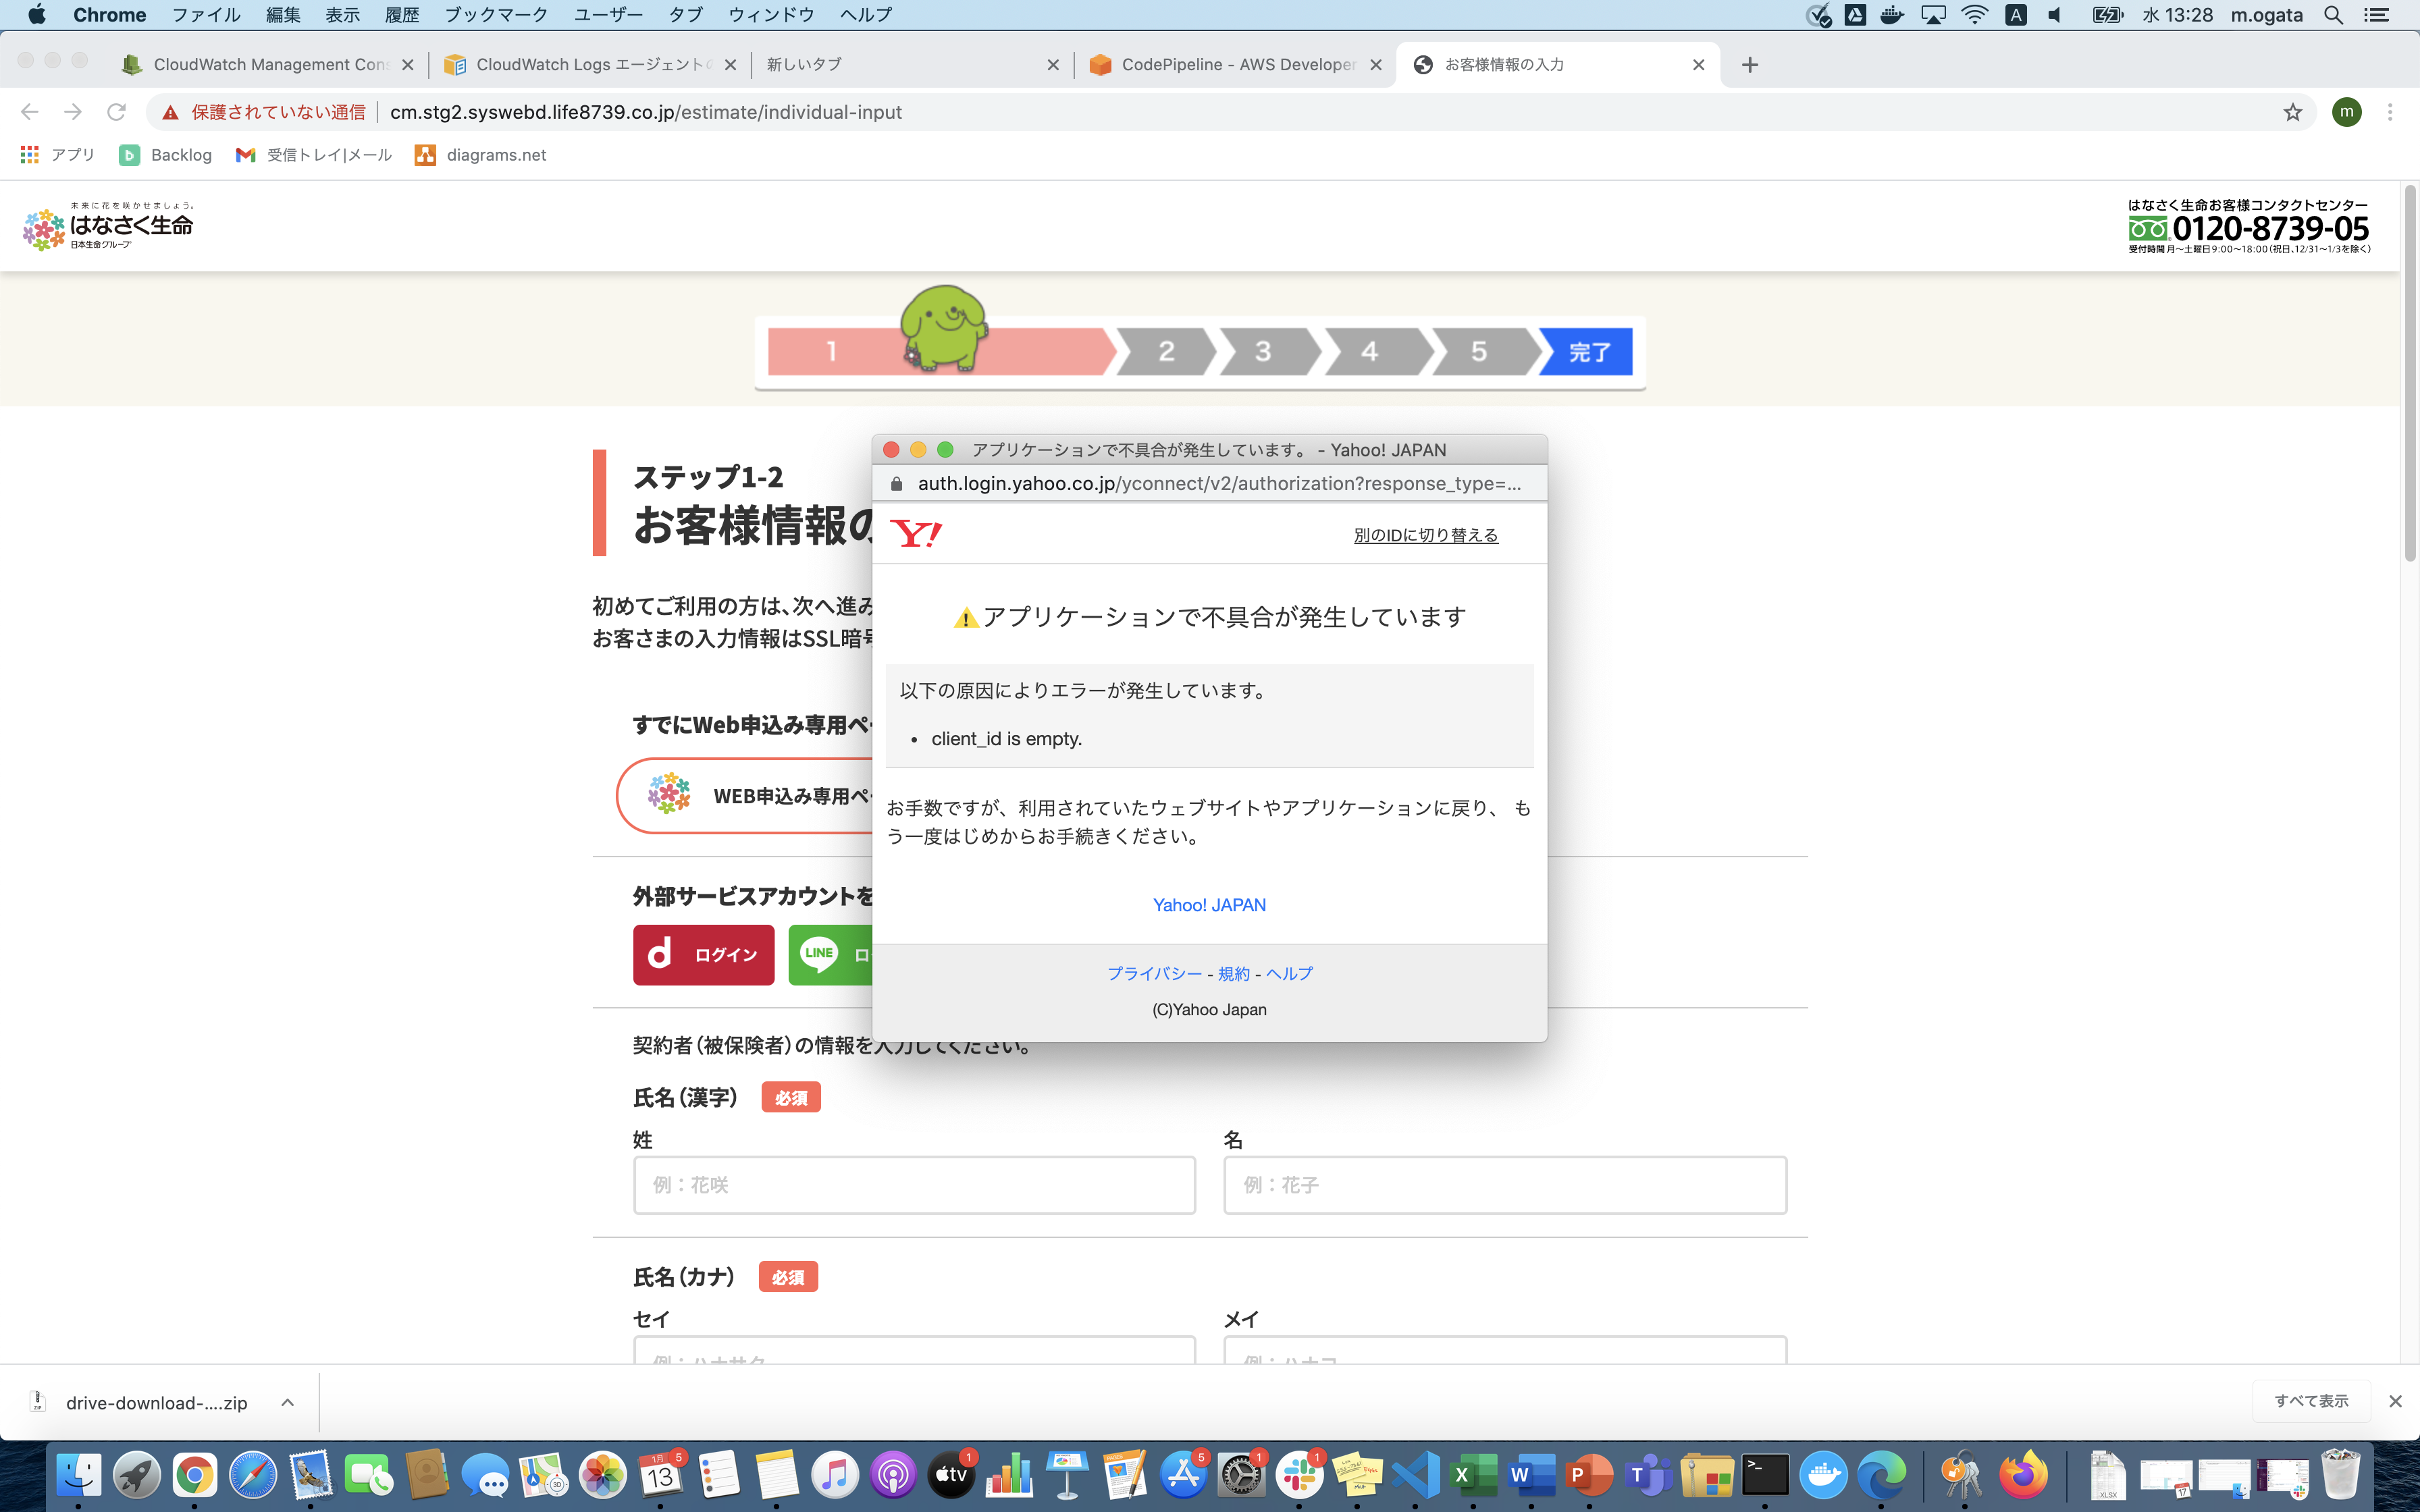 Chrome ファイル 編集 表示 履歴 ブックマーク ユーザー タブ ウィンドウ ヘルプ A 水 13:28 m.ogata
CloudWatch Management Con CloudWatch Logs エージェント 新しいタブ CodePipeline - AWS Developer お客様情報の入力
保護されていない通信 cm.stg2.syswebd.life8739.co.jp/estimate/individual-input m
アプリ Backlog 受信トレイ|メール diagrams.net
未来に花を咲かせましょう。
はなさく生命
日本生命グループ
はなさく生命お客様コンタクトセンター
0120-8739-05
受付時間 月〜土曜日9:00〜18:00(祝日、12/31〜1/3を除く)
1 2 3 4 5 完了
アプリケーションで不具合が発生しています。 - Yahoo! JAPAN
auth.login.yahoo.co.jp/yconnect/v2/authorization?response_type=...
Y! 別のIDに切り替える
⚠アプリケーションで不具合が発生しています
以下の原因によりエラーが発生しています。
• client_id is empty.
お手数ですが、利用されていたウェブサイトやアプリケーションに戻り、 も
う一度はじめからお手続きください。
Yahoo! JAPAN
プライバシー - 規約 - ヘルプ
(C)Yahoo Japan
ステップ1-2
お客様情報の
初めてご利用の方は、次へ進み
お客さまの入力情報はSSL暗号
すでにWeb申込み専用ペー
WEB申込み専用ペー
外部サービスアカウントを
d ログイン LINE ロ
契約者(被保険者)の情報を入力してください。
氏名(漢字) 必須
姓 名
例：花咲 例：花子
氏名(カナ) 必須
セイ メイ
例：ハナサク 例：ハナコ
drive-download-....zip すべて表示
5 1月 13 tv 1 5 1 1 X W P T .XLSX 17